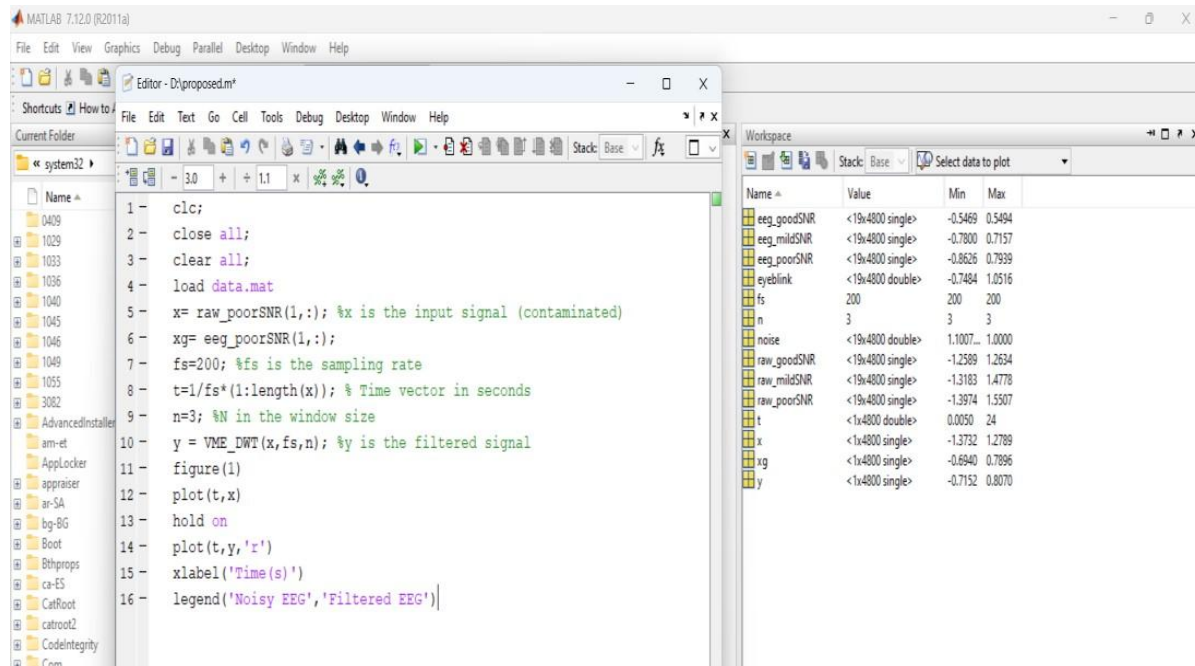 MATLAB 7.12.0 (R2011a)
File Edit View Graphics Debug Parallel Desktop Window Help
Editor - D:\proposed.m*
Shortcuts How to
File Edit Text Go Cell Tools Debug Desktop Window Help
Current Folder
Stack: Base fx
« system32
- 3.0 + ÷ 1.1 ×
Name
0409
1029
1033
1036
1040
1045
1046
1049
1055
3082
AdvancedInstaller
am-et
AppLocker
appraiser
ar-SA
bg-BG
Boot
Bthprops
ca-ES
CatRoot
catroot2
CodeIntegrity
Com
1 - clc;
2 - close all;
3 - clear all;
4 - load data.mat
5 - x= raw_poorSNR(1,:); %x is the input signal (contaminated)
6 - xg= eeg_poorSNR(1,:);
7 - fs=200; %fs is the sampling rate
8 - t=1/fs*(1:length(x)); % Time vector in seconds
9 - n=3; %N in the window size
10 - y = VME_DWT(x,fs,n); %y is the filtered signal
11 - figure(1)
12 - plot(t,x)
13 - hold on
14 - plot(t,y,'r')
15 - xlabel('Time(s)')
16 - legend('Noisy EEG','Filtered EEG')
Workspace
Stack: Base Select data to plot
Name Value Min Max
eeg_goodSNR <19x4800 single> -0.5469 0.5494
eeg_mildSNR <19x4800 single> -0.7800 0.7157
eeg_poorSNR <19x4800 single> -0.8626 0.7939
eyeblink <19x4800 double> -0.7484 1.0516
fs 200 200 200
n 3 3 3
noise <19x4800 double> 1.1007... 1.0000
raw_goodSNR <19x4800 single> -1.2589 1.2634
raw_mildSNR <19x4800 single> -1.3183 1.4778
raw_poorSNR <19x4800 single> -1.3974 1.5507
t <1x4800 double> 0.0050 24
x <1x4800 single> -1.3732 1.2789
xg <1x4800 single> -0.6940 0.7896
y <1x4800 single> -0.7152 0.8070